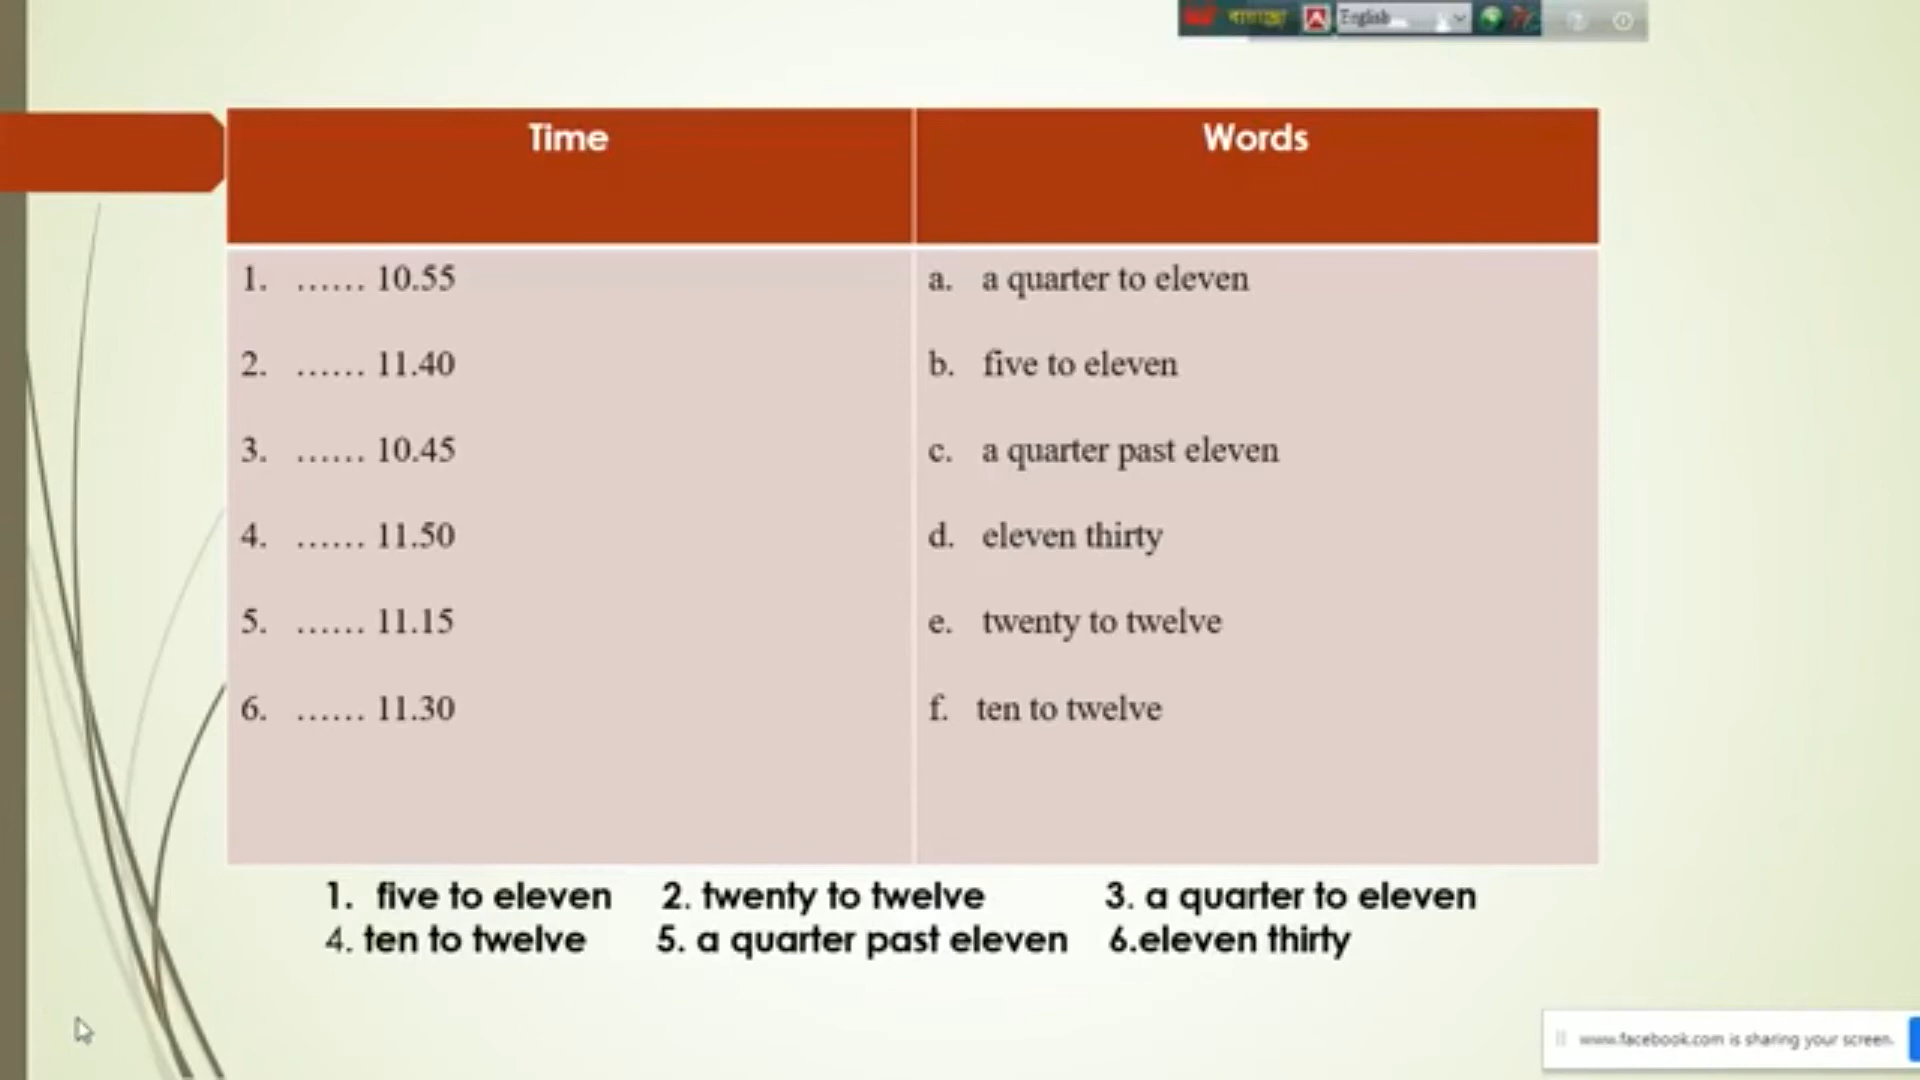 English
Time
Words
1. ...... 10.55
2. ...... 11.40
3. ...... 10.45
4. ...... 11.50
5. ...... 11.15
6. ...... 11.30
a. a quarter to eleven
b. five to eleven
c. a quarter past eleven
d. eleven thirty
e. twenty to twelve
f. ten to twelve
1. five to eleven 2. twenty to twelve 3. a quarter to eleven
4. ten to twelve 5. a quarter past eleven 6.eleven thirty
www.facebook.com is sharing your screen.